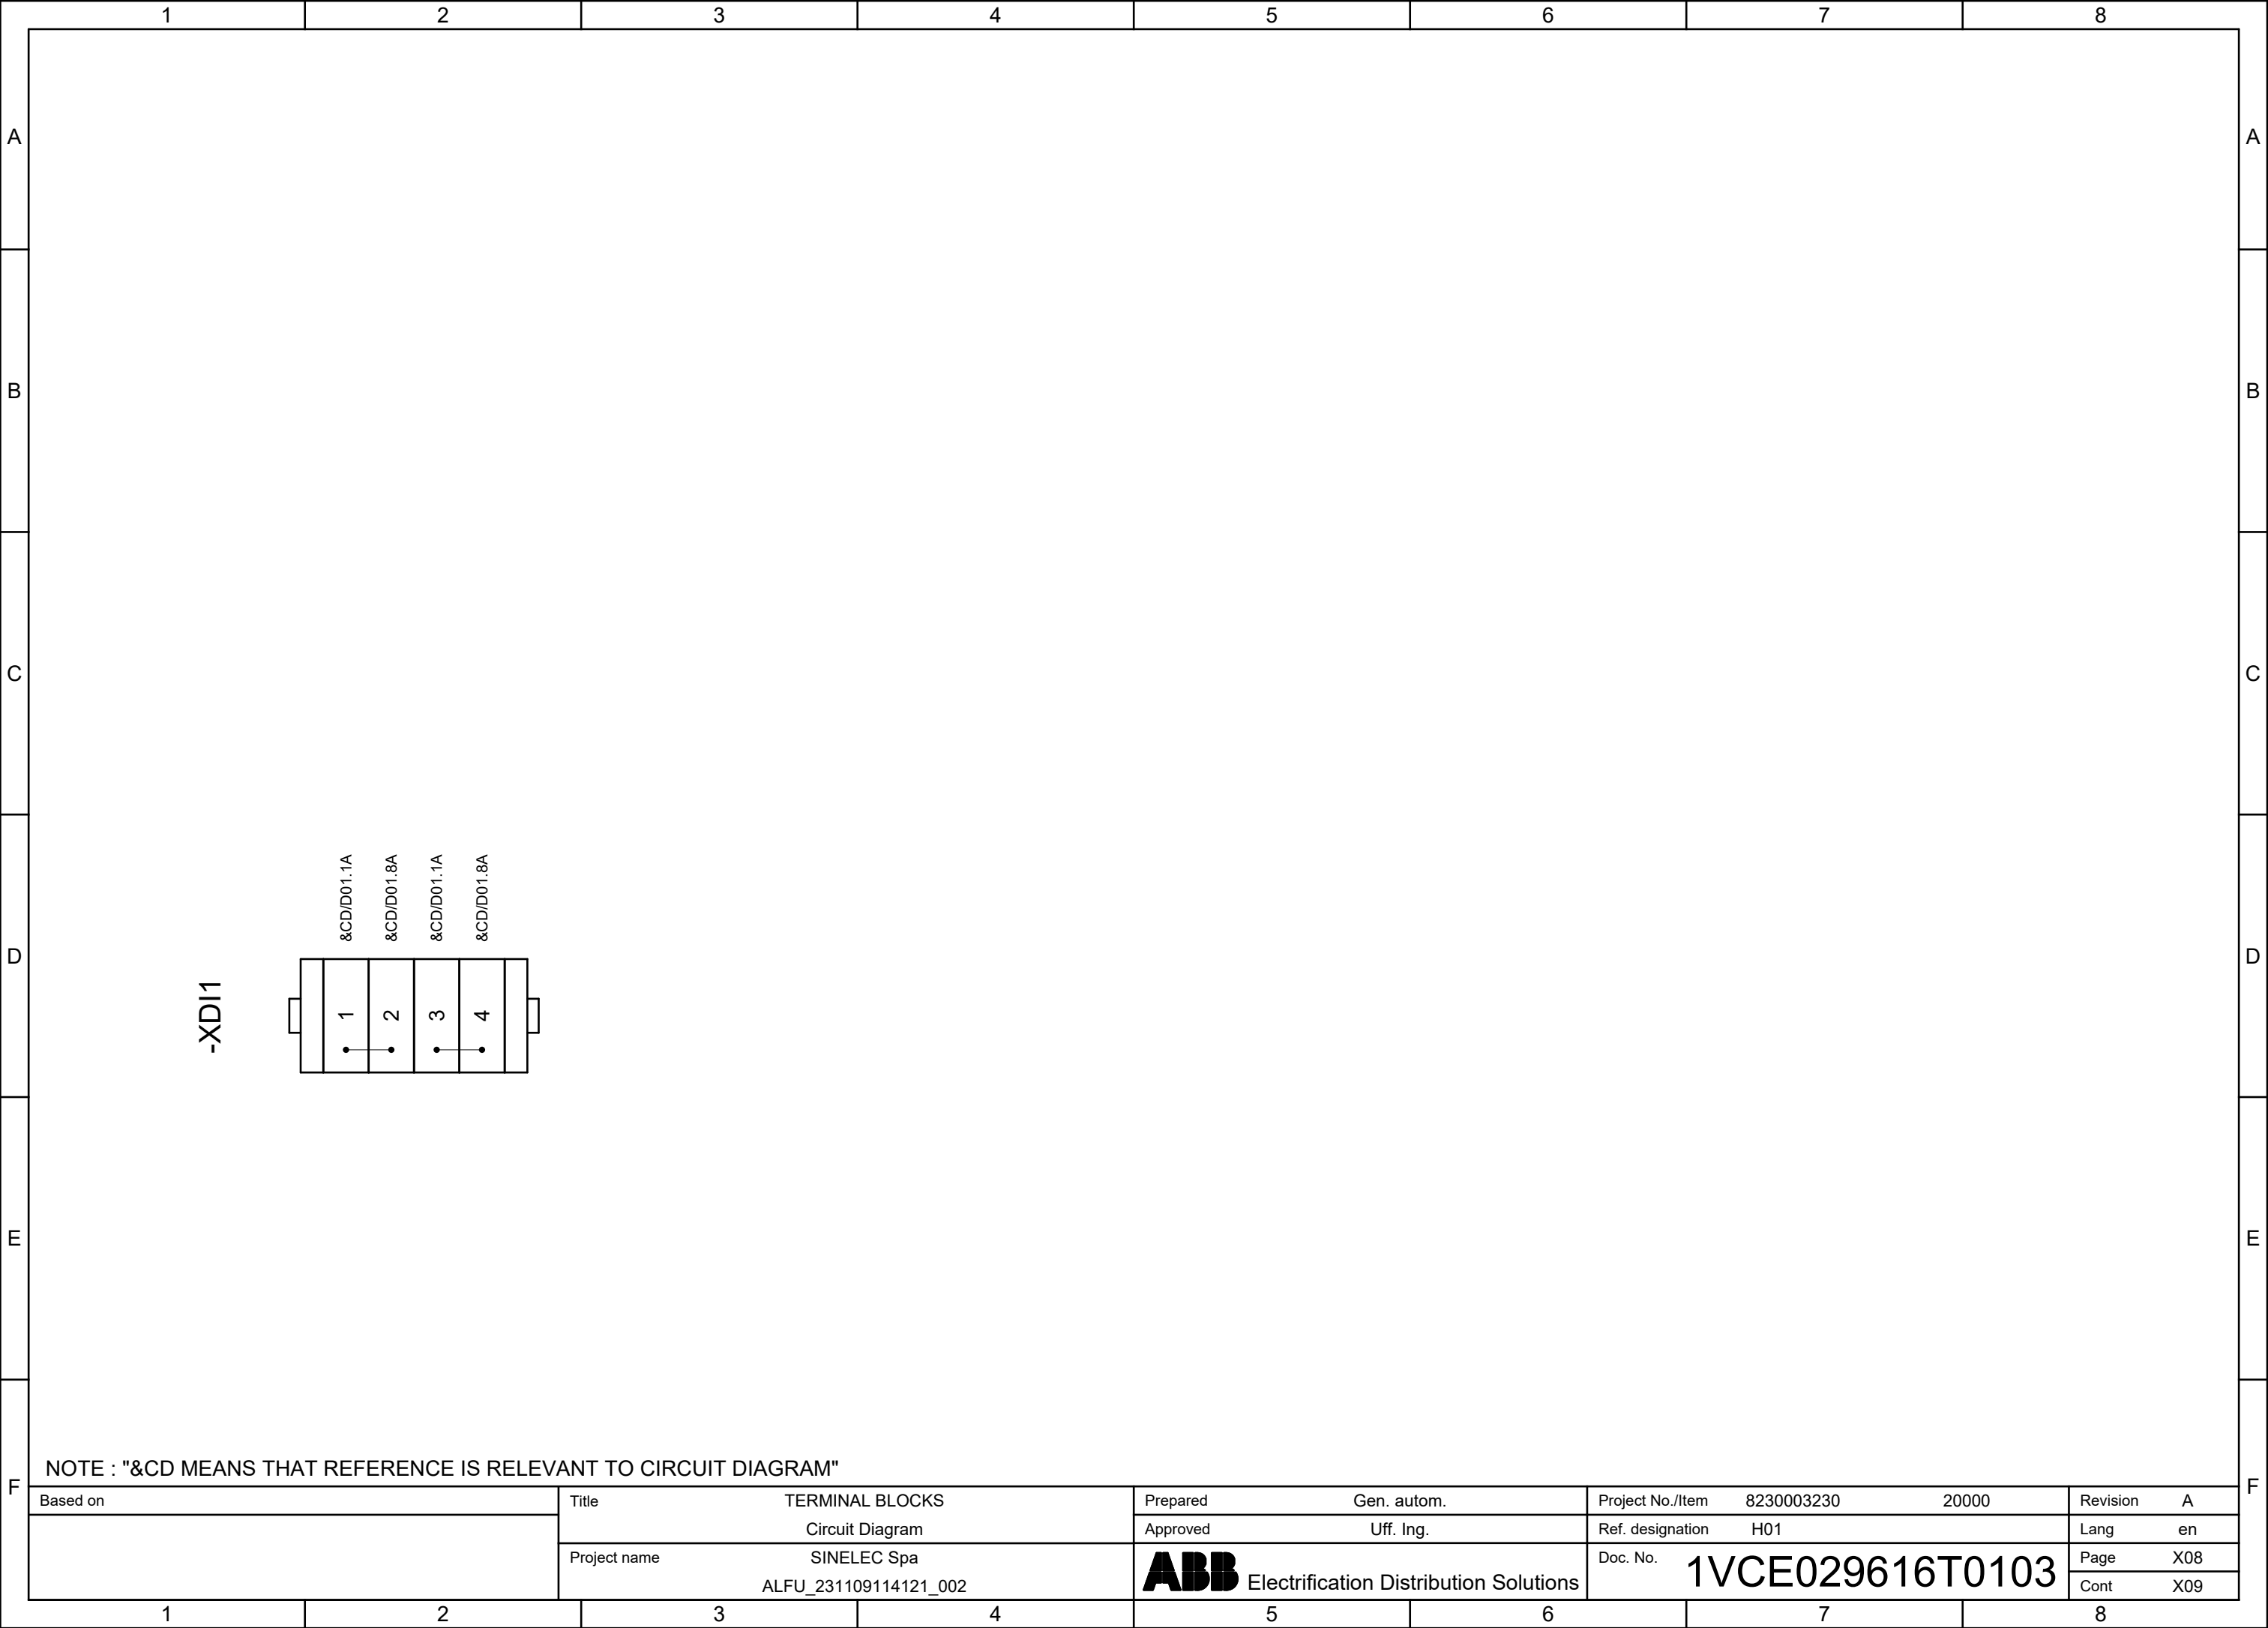 1 2 3 4 5 6 7 8
A A
B B
C C
&CD/D01.1A
&CD/D01.8A
&CD/D01.1A
&CD/D01.8A
D D
-XDI1
1 2 3 4
E E
NOTE : "&CD MEANS THAT REFERENCE IS RELEVANT TO CIRCUIT DIAGRAM"
F F
Based on
Title TERMINAL BLOCKS
Circuit Diagram
Project name SINELEC Spa
ALFU_231109114121_002
Prepared Gen. autom.
Approved Uff. Ing.
ABB Electrification Distribution Solutions
Project No./Item 8230003230 20000
Ref. designation H01
Doc. No. 1VCE029616T0103
Revision A
Lang en
Page X08
Cont X09
1 2 3 4 5 6 7 8